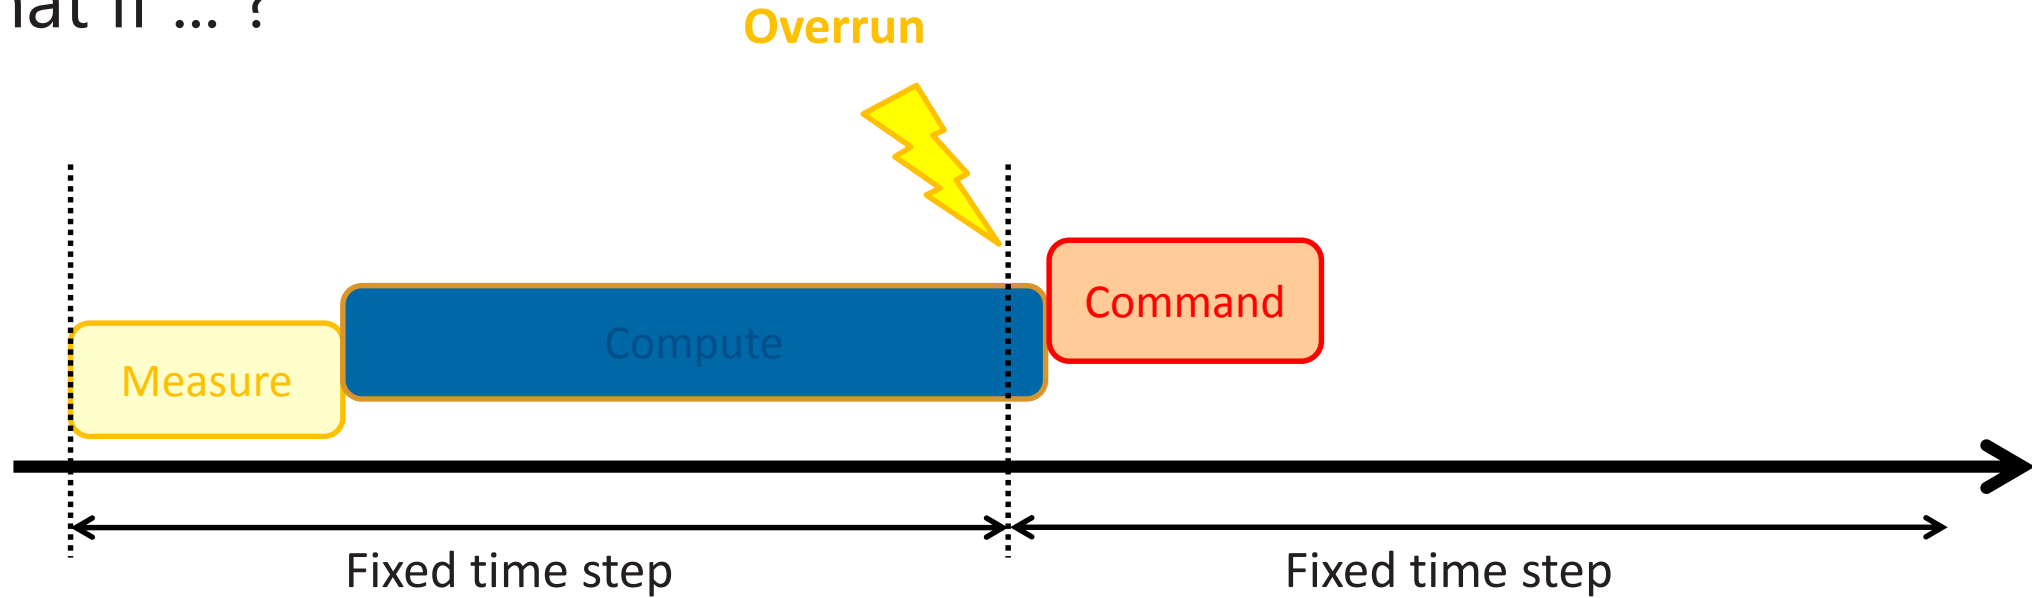 ... ?
Overrun
Command
Compute
Measure
Fixed time step
Fixed time step